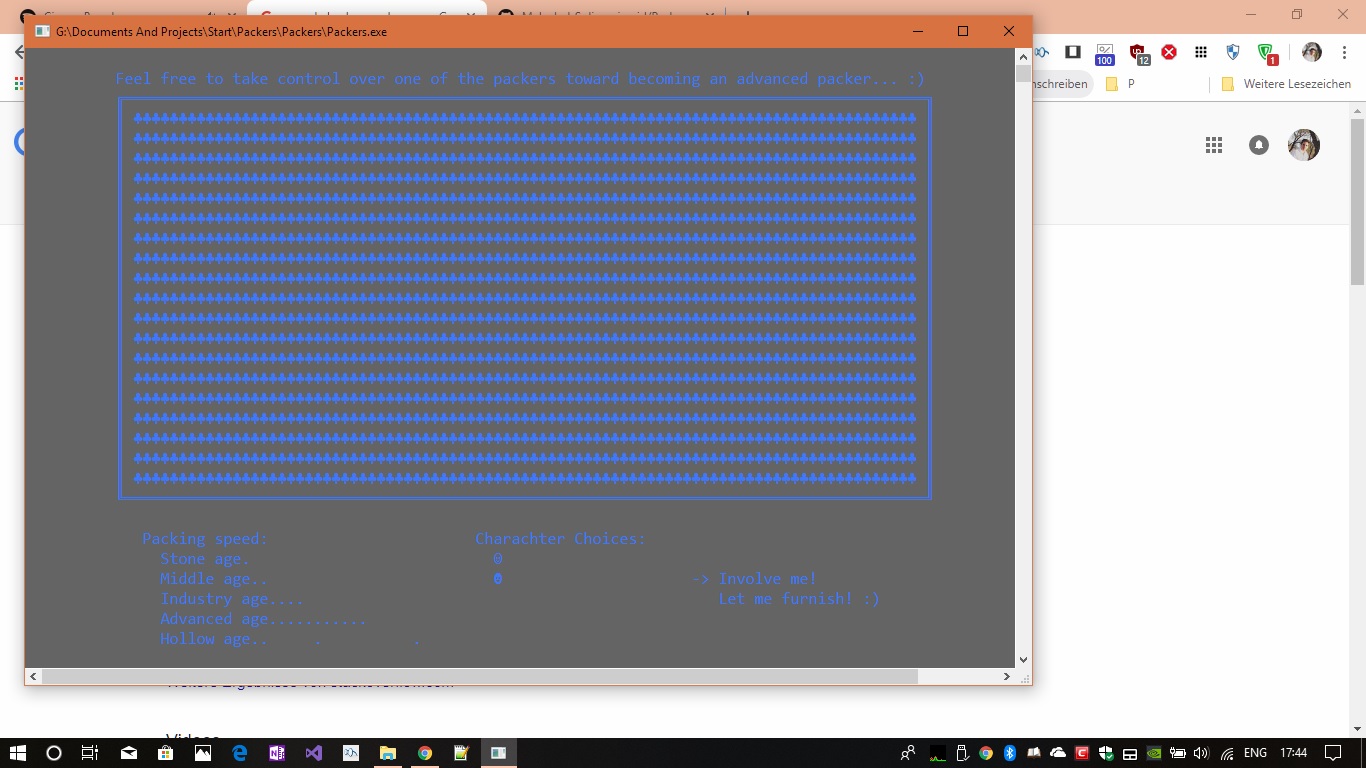 G:\Documents And Projects\Start\Packers\Packers\Packers.exe
100
12
1
nschreiben
P
Weitere Lesezeichen
Feel free to take control over one of the packers toward becoming an advanced packer... :)
Packing speed:
Charachter Choices:
Stone age.
Middle age..
-> Involve me!
Industry age....
Let me furnish! :)
Advanced age...........
Hollow age.. . .
ENG
17:44